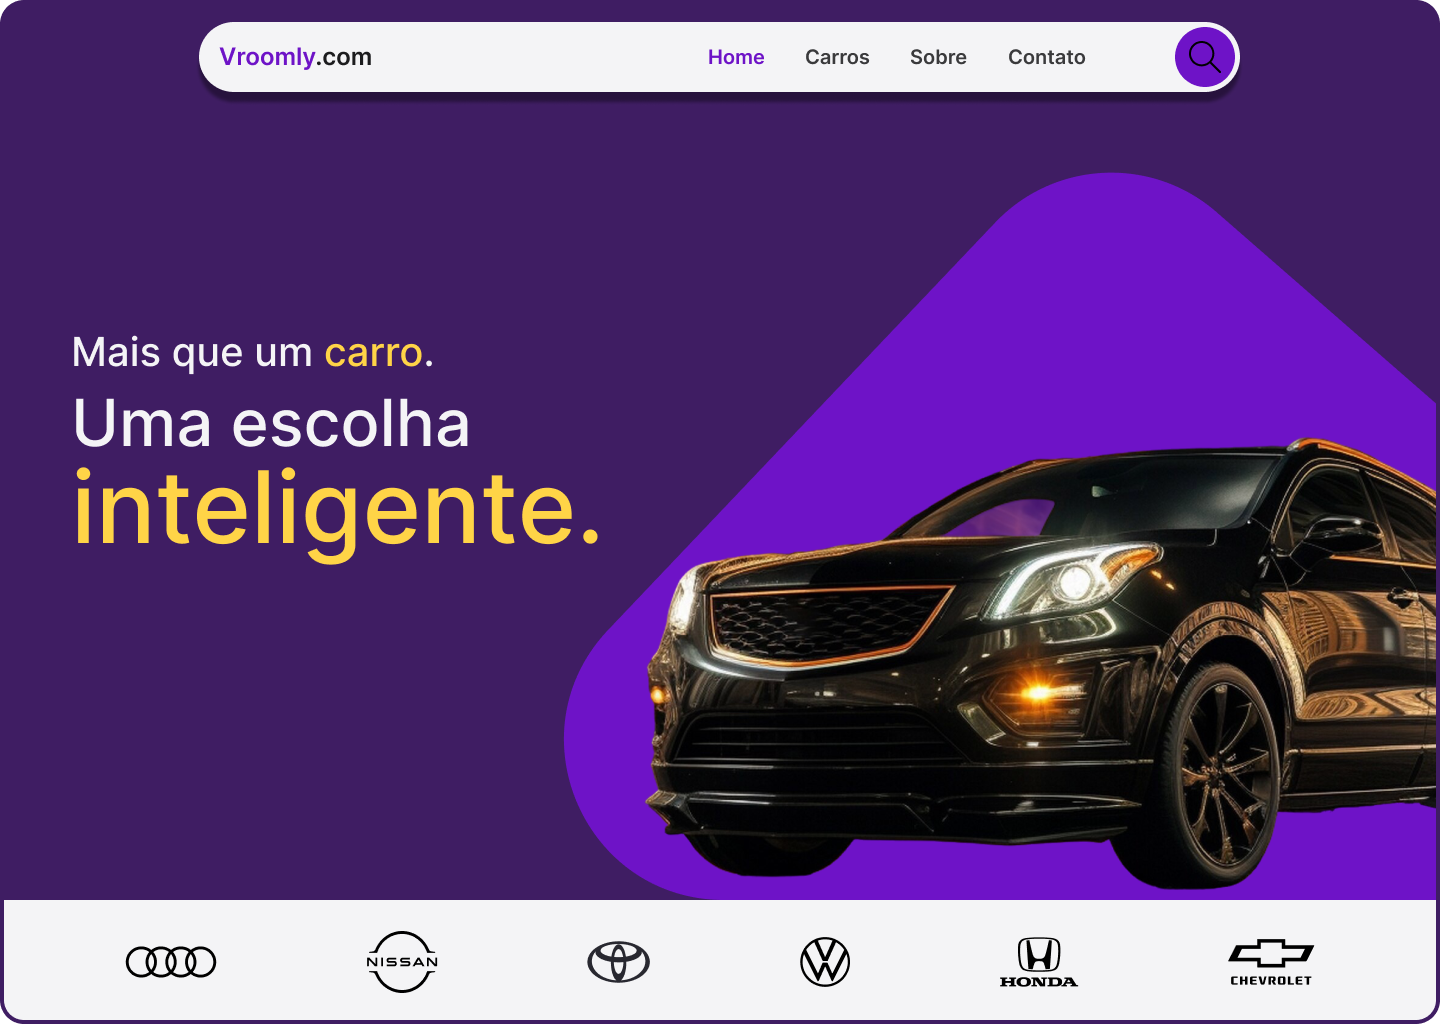 Vroomly.com
Home Carros Sobre Contato
Mais que um carro.
Uma escolha
inteligente.
NISSAN
HONDA
CHEVROLET